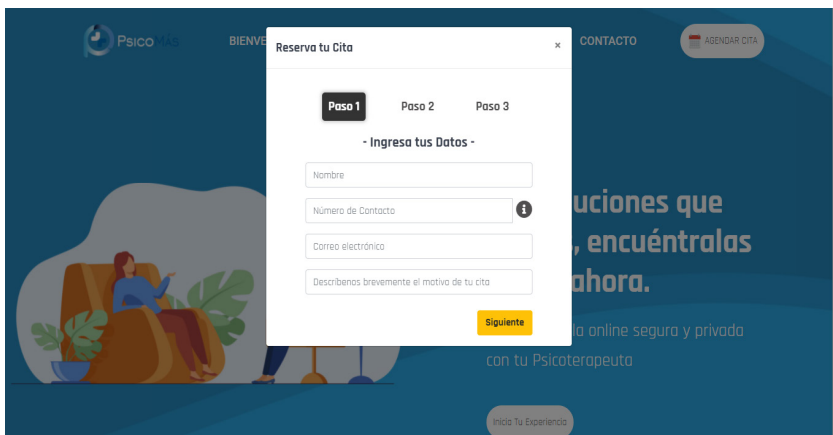 PSICOMÁS
BIENVE
CONTACTO
AGENDAR CITA
Reserva tu Cita
×
Paso 1
Paso 2
Paso 3
- Ingresa tus Datos -
Nombre
Número de Contacto
Correo electrónico
Descríbenos brevemente el motivo de tu cita
Siguiente
uciones que
, encuéntralas
ahora.
la online segura y privada
con tu Psicoterapeuta
Inicia Tu Experiencia